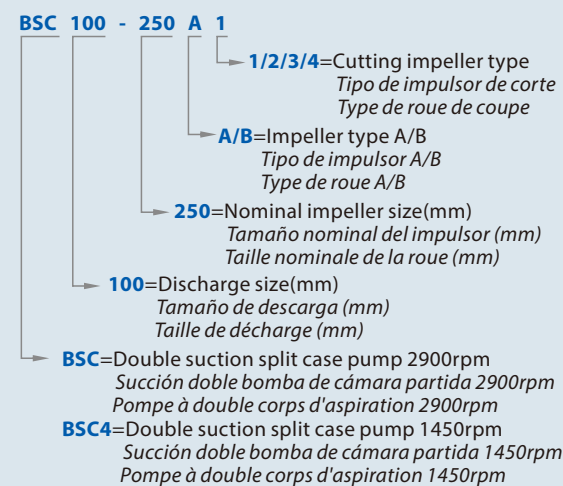 BSC 100 - 250 A 1
1/2/3/4=Cutting impeller type
Tipo de impulsor de corte
Type de roue de coupe
A/B=Impeller type A/B
Tipo de impulsor A/B
Type de roue A/B
250=Nominal impeller size(mm)
Tamaño nominal del impulsor (mm)
Taille nominale de la roue (mm)
100=Discharge size(mm)
Tamaño de descarga (mm)
Taille de décharge (mm)
BSC=Double suction split case pump 2900rpm
Succión doble bomba de cámara partida 2900rpm
Pompe à double corps d'aspiration 2900rpm
BSC4=Double suction split case pump 1450rpm
Succión doble bomba de cámara partida 1450rpm
Pompe à double corps d'aspiration 1450rpm